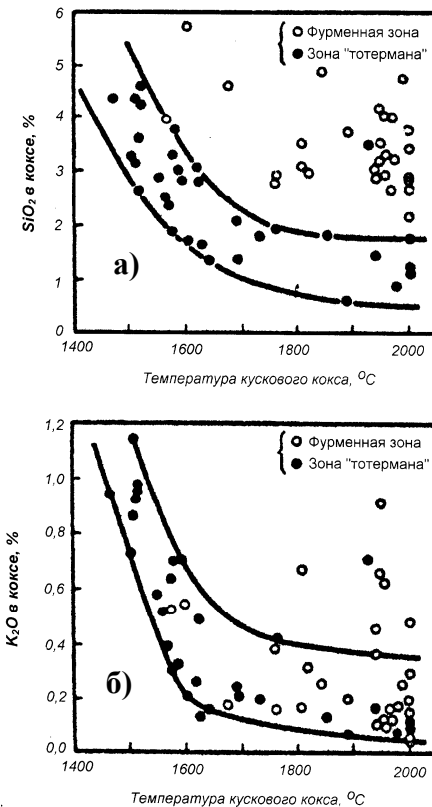 6
5
4
3
2
1
0
SiO₂ в коксе, %
Фурменная зона
Зона "тотермана"
а)
1400 1600 1800 2000
Температура кускового кокса, ⁰С
1,2
1,0
0,8
0,6
0,4
0,2
0,0
K₂O в коксе, %
Фурменная зона
Зона "тотермана"
б)
1400 1600 1800 2000
Температура кускового кокса, ⁰С